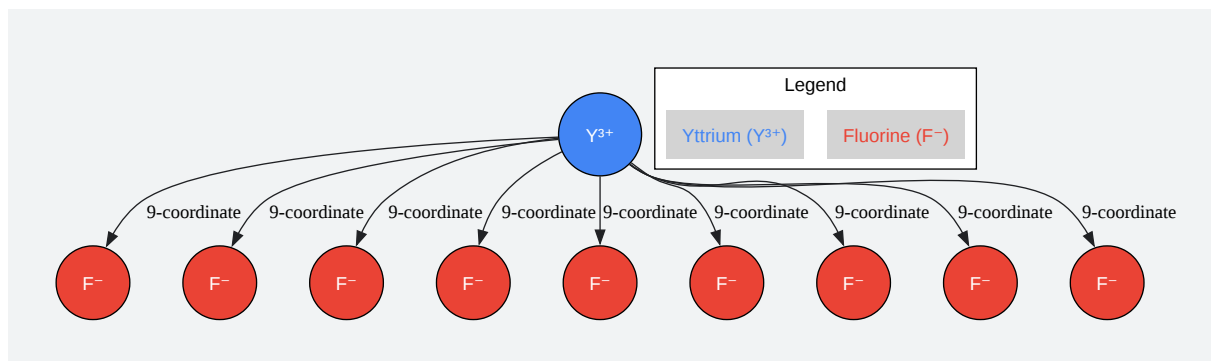 Legend
Y³⁺
Yttrium (Y³⁺) Fluorine (F⁻)
9-coordinate 9-coordinate 9-coordinate 9-coordinate 9-coordinate 9-coordinate 9-coordinate 9-coordinate 9-coordinate
F⁻ F⁻ F⁻ F⁻ F⁻ F⁻ F⁻ F⁻ F⁻